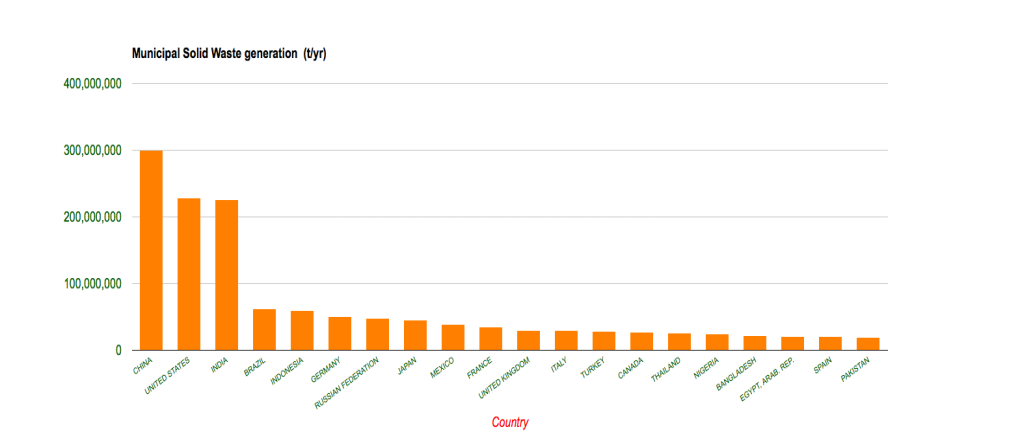 Municipal Solid Waste generation (t/yr)
400,000,000
300,000,000
200,000,000
100,000,000
0
CHINA
UNITED STATES
INDIA
BRAZIL
INDONESIA
GERMANY
RUSSIAN FEDERATION
JAPAN
MEXICO
FRANCE
UNITED KINGDOM
ITALY
TURKEY
CANADA
THAILAND
NIGERIA
BANGLADESH
EGYPT, ARAB. REP.
SPAIN
PAKISTAN
Country